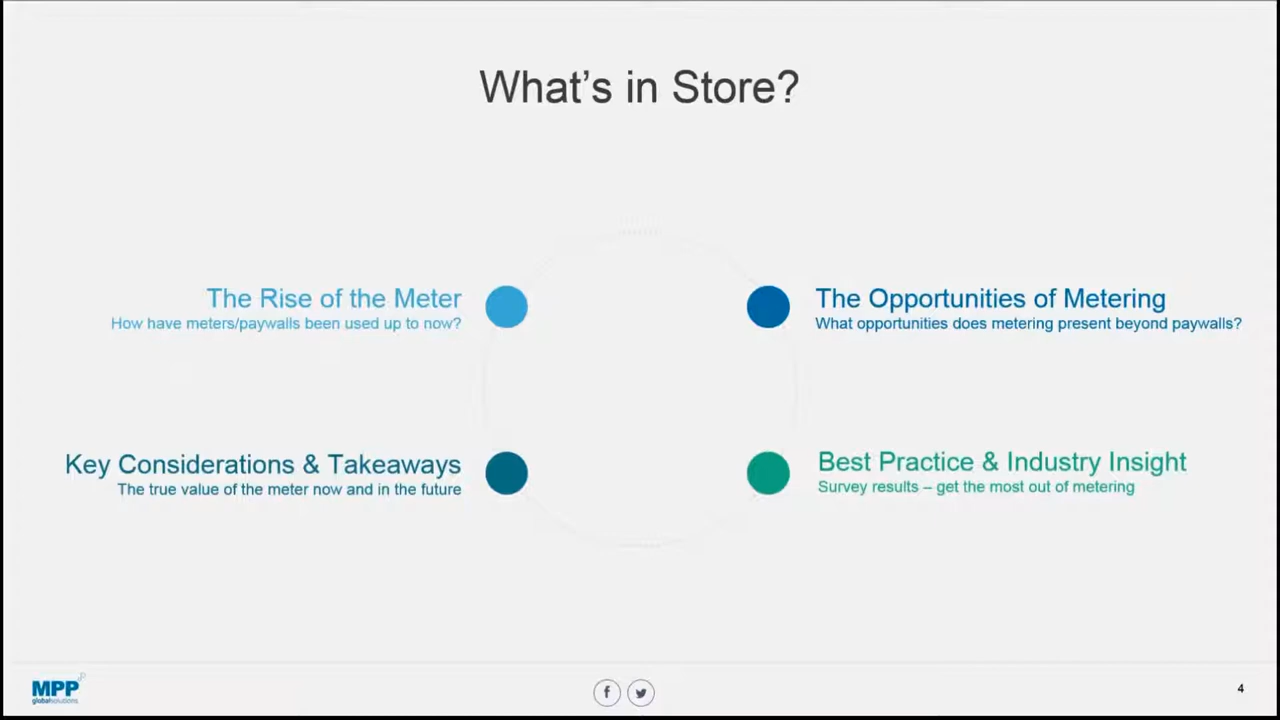 What's in Store?
The Rise of the Meter
How have meters/paywalls been used up to now?
The Opportunities of Metering
What opportunities does metering present beyond paywalls?
Key Considerations & Takeaways
The true value of the meter now and in the future
Best Practice & Industry Insight
Survey results – get the most out of metering
MPP
globalsolutions
4